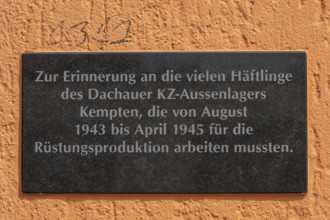 1312
Zur Erinnerung an die vielen Häftlinge
des Dachauer KZ-Aussenlagers
Kempten, die von August
1943 bis April 1945 für die
Rüstungsproduktion arbeiten mussten.